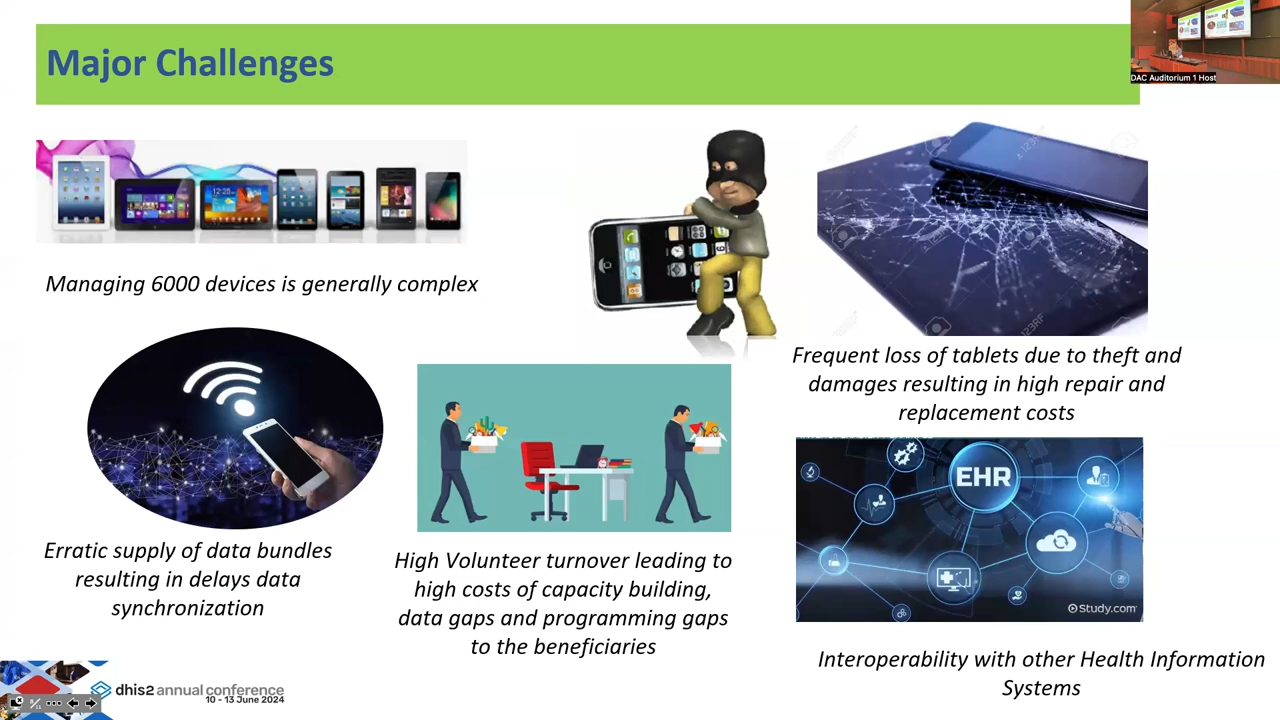 Major Challenges
DAC Auditorium 1 Host
Managing 6000 devices is generally complex
Frequent loss of tablets due to theft and
damages resulting in high repair and
replacement costs
Erratic supply of data bundles
resulting in delays data
synchronization
High Volunteer turnover leading to
high costs of capacity building,
data gaps and programming gaps
to the beneficiaries
EHR
Study.com
Interoperability with other Health Information
Systems
dhis2 annual conference
10 - 13 June 2024